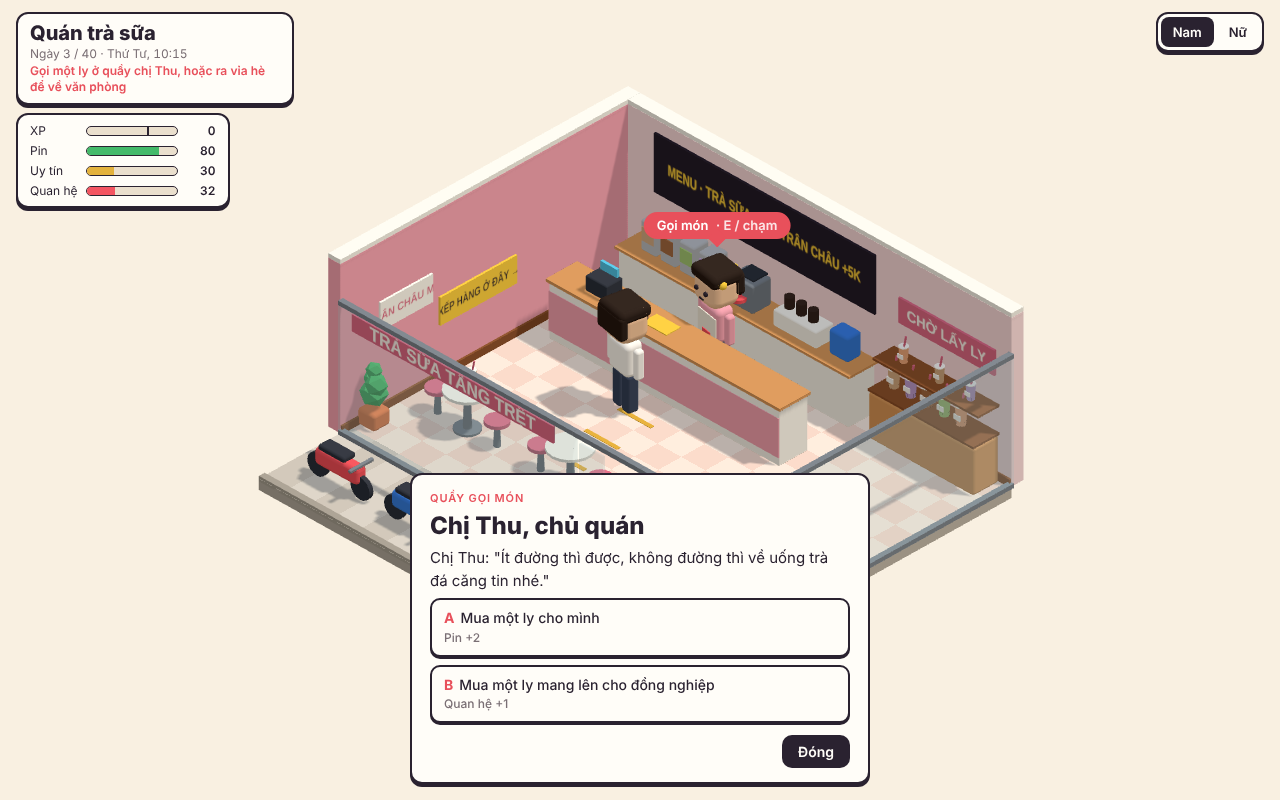 Quán trà sữa
Ngày 3 / 40 · Thứ Tư, 10:15
Gọi một ly ở quầy chị Thu, hoặc ra vỉa hè
để về văn phòng
Nam
Nữ
XP 0
Pin 80
Uy tín 30
Quan hệ 32
MENU · TRÀ SỮA
TRÂN CHÂU +5K
Gọi món · E / chạm
XẾP HÀNG Ở ĐÂY
CHÂU
CHỜ LẤY LY
TRÀ SỮA TẦNG TRỆT
QUẦY GỌI MÓN
Chị Thu, chủ quán
Chị Thu: "Ít đường thì được, không đường thì về uống trà
đá căng tin nhé."
A Mua một ly cho mình
Pin +2
B Mua một ly mang lên cho đồng nghiệp
Quan hệ +1
Đóng